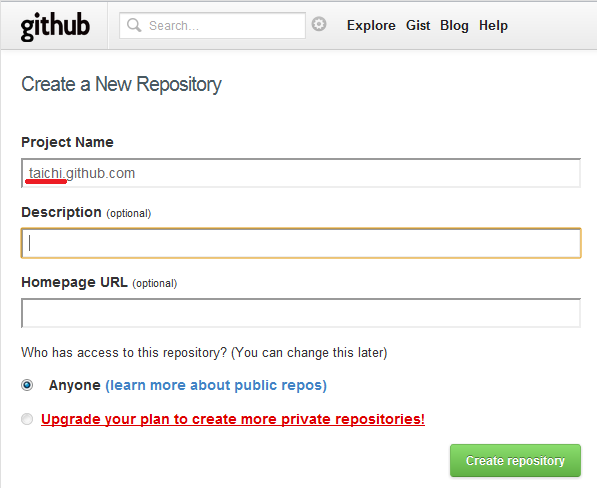 github Search... Explore Gist Blog Help
Create a New Repository
Project Name
taichi.github.com
Description (optional)
Homepage URL (optional)
Who has access to this repository? (You can change this later)
Anyone (learn more about public repos)
Upgrade your plan to create more private repositories!
Create repository